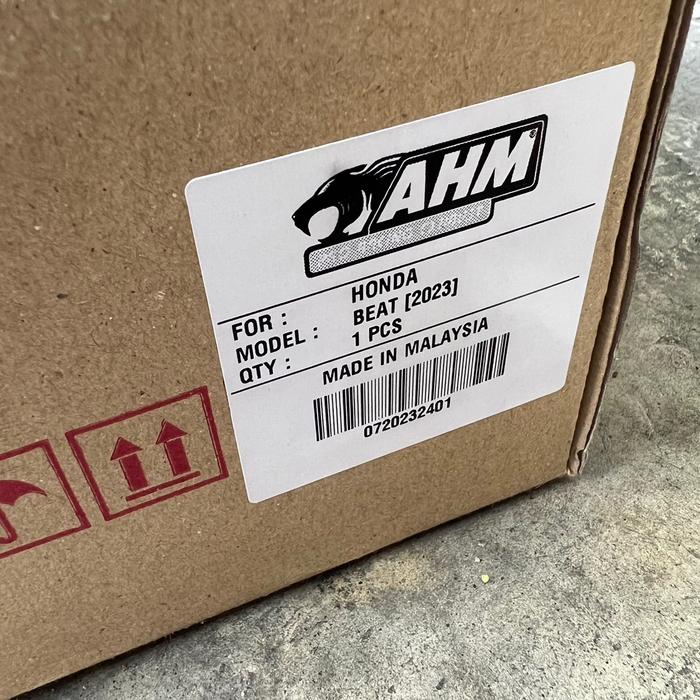 AHM®
FOR : HONDA
MODEL : BEAT [2023]
QTY : 1 PCS
MADE IN MALAYSIA
0720232401